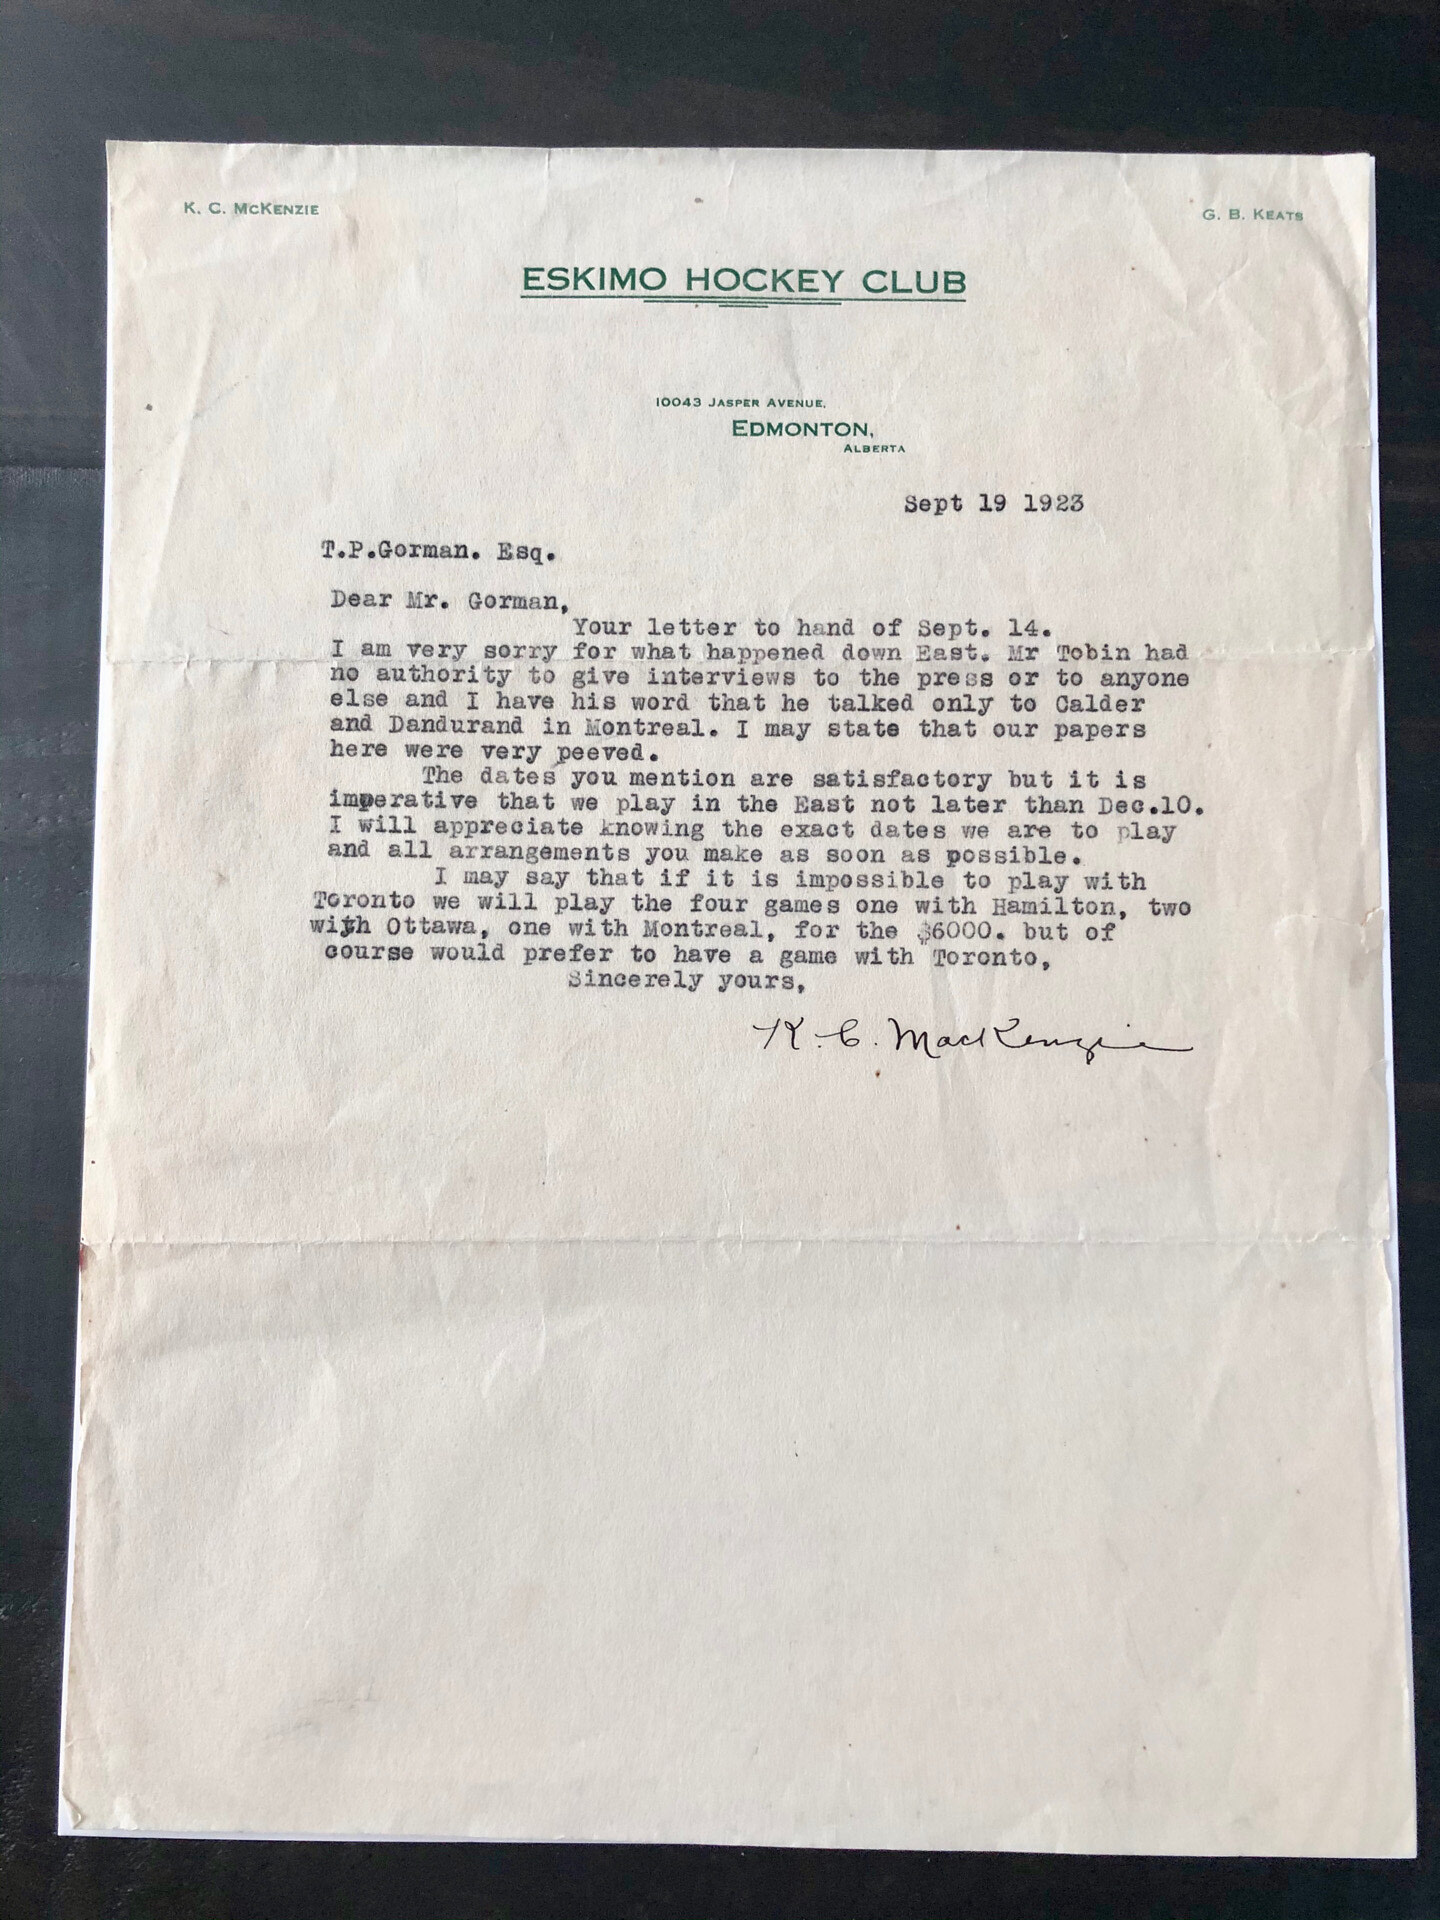 K. C. McKenzie
G. B. Keats
ESKIMO HOCKEY CLUB
10043 Jasper Avenue,
Edmonton,
Alberta
Sept 19 1923
T.P.Gorman. Esq.
Dear Mr. Gorman,
Your letter to hand of Sept. 14.
I am very sorry for what happened down East. Mr Tobin had
no authority to give interviews to the press or to anyone
else and I have his word that he talked only to Calder
and Dandurand in Montreal. I may state that our papers
here were very peeved.
The dates you mention are satisfactory but it is
imperative that we play in the East not later than Dec.10.
I will appreciate knowing the exact dates we are to play
and all arrangements you make as soon as possible.
I may say that if it is impossible to play with
Toronto we will play the four games one with Hamilton, two
with Ottawa, one with Montreal, for the $6000. but of
course would prefer to have a game with Toronto,
Sincerely yours,
K. C. MacKenzie